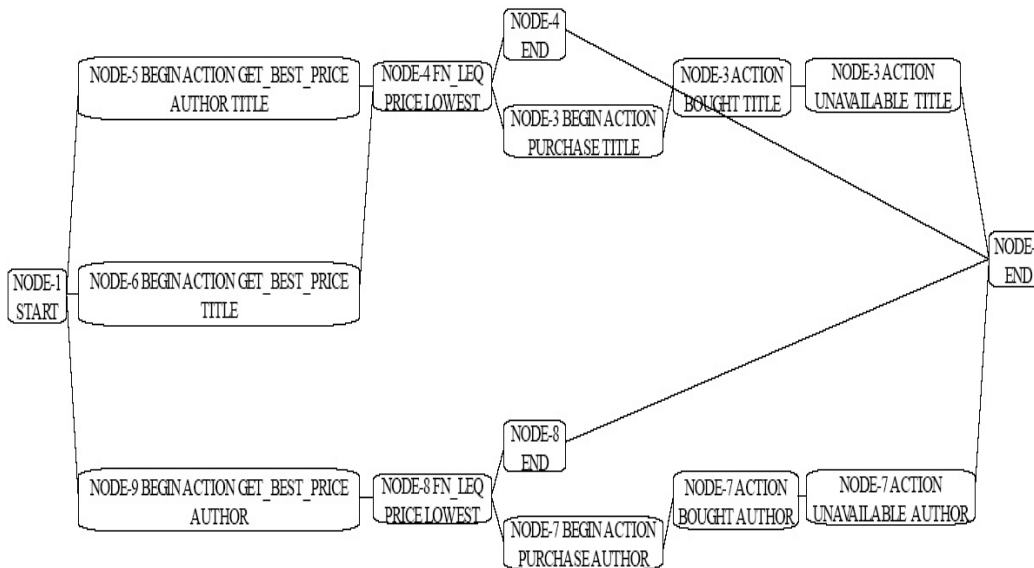 NODE-1
START
NODE-5 BEGIN ACTION GET_BEST_PRICE
AUTHOR TITLE
NODE-6 BEGIN ACTION GET_BEST_PRICE
TITLE
NODE-9 BEGIN ACTION GET_BEST_PRICE
AUTHOR
NODE-4 FN_LEQ
PRICE LOWEST
NODE-8 FN_LEQ
PRICE LOWEST
NODE-4
END
NODE-3 BEGIN ACTION
PURCHASE TITLE
NODE-8
END
NODE-7 BEGIN ACTION
PURCHASE AUTHOR
NODE-3 ACTION
BOUGHT TITLE
NODE-7 ACTION
BOUGHT AUTHOR
NODE-3 ACTION
UNAVAILABLE TITLE
NODE-7 ACTION
UNAVAILABLE AUTHOR
NODE-
END